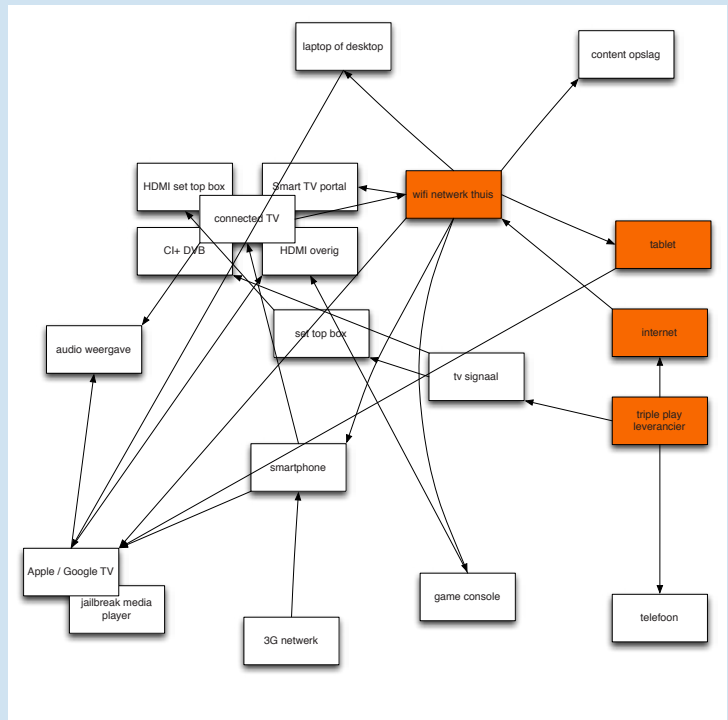 laptop of desktop
content opslag
HDMI set top box
Smart TV portal
wifi netwerk thuis
connected TV
CI+ DVB
HDMI overig
tablet
set top box
internet
audio weergave
tv signaal
triple play
leverancier
smartphone
Apple / Google TV
jailbreak media
player
game console
telefoon
3G netwerk